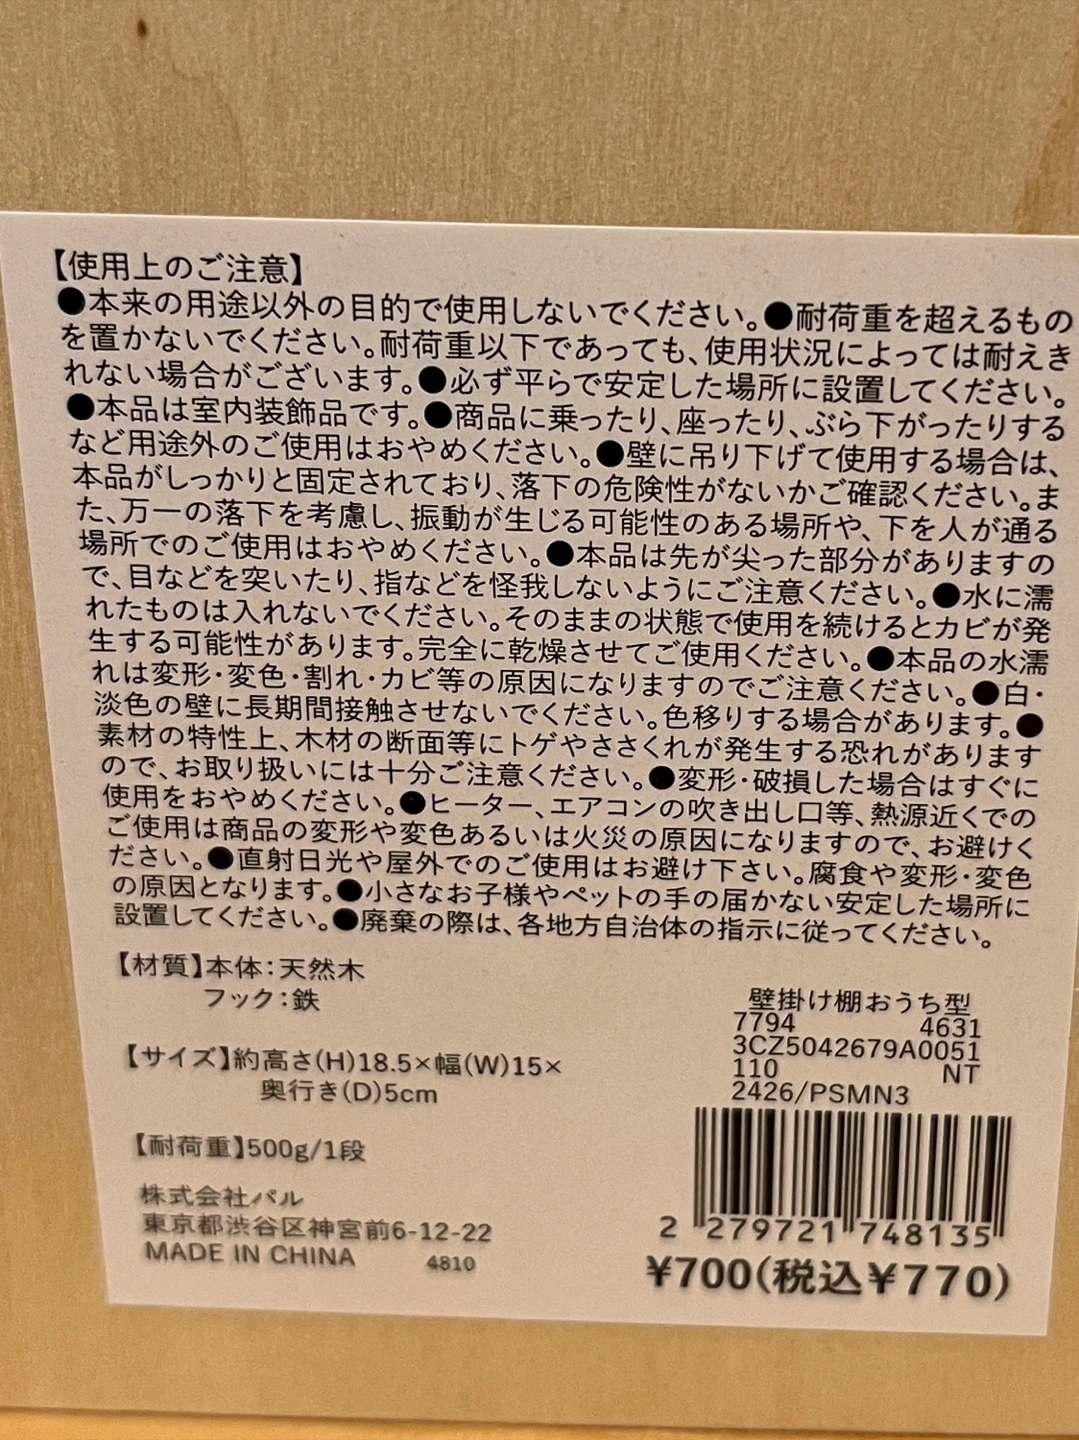 【使用上のご注意】
●本来の用途以外の目的で使用しないでください。●耐荷重を超えるもの
を置かないでください。耐荷重以下であっても、使用状況によっては耐えき
れない場合がございます。●必ず平らで安定した場所に設置してください。
●本品は室内装飾品です。●商品に乗ったり、座ったり、ぶら下がったりする
など用途外のご使用はおやめください。●壁に吊り下げて使用する場合は、
本品がしっかりと固定されており、落下の危険性がないかご確認ください。ま
た、万一の落下を考慮し、振動が生じる可能性のある場所や、下を人が通る
場所でのご使用はおやめください。●本品は先が尖った部分がありますの
で、目などを突いたり、指などを怪我しないようにご注意ください。●水に濡
れたものは入れないでください。そのままの状態で使用を続けるとカビが発
生する可能性があります。完全に乾燥させてご使用ください。●本品の水濡
れは変形・変色・割れ・カビ等の原因になりますのでご注意ください。●白・
淡色の壁に長期間接触させないでください。色移りする場合があります。●
素材の特性上、木材の断面等にトゲやささくれが発生する恐れがあります
ので、お取り扱いには十分ご注意ください。●変形・破損した場合はすぐに
使用をおやめください。●ヒーター、エアコンの吹き出し口等、熱源近くでの
ご使用は商品の変形や変色あるいは火災の原因になりますので、お避けく
ださい。●直射日光や屋外でのご使用はお避け下さい。腐食や変形・変色
の原因となります。●小さなお子様やペットの手の届かない安定した場所に
設置してください。●廃棄の際は、各地方自治体の指示に従ってください。
【材質】本体：天然木
フック：鉄
【サイズ】約高さ(H)18.5×幅(W)15×
奥行き(D)5cm
【耐荷重】500g/1段
株式会社パル
東京都渋谷区神宮前6-12-22
MADE IN CHINA 4810
壁掛け棚おうち型
7794 4631
3CZ5042679A0051
110 NT
2426/PSMN3
2 279721 748135
¥700(税込¥770)